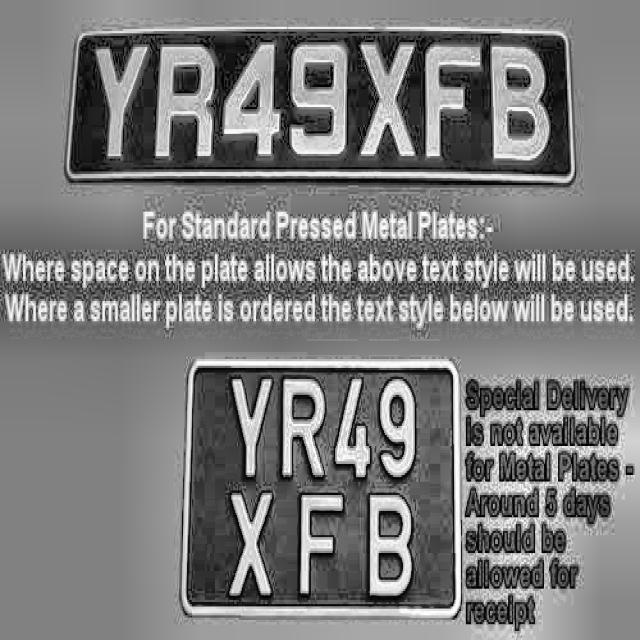 YR49XFB
For Standard Pressed Metal Plates:-
Where space on the plate allows the above text style will be used.
Where a smaller plate is ordered the text style below will be used.
YR49
XFB
Special Delivery
is not available
for Metal Plates -
Around 5 days
should be
allowed for
receipt